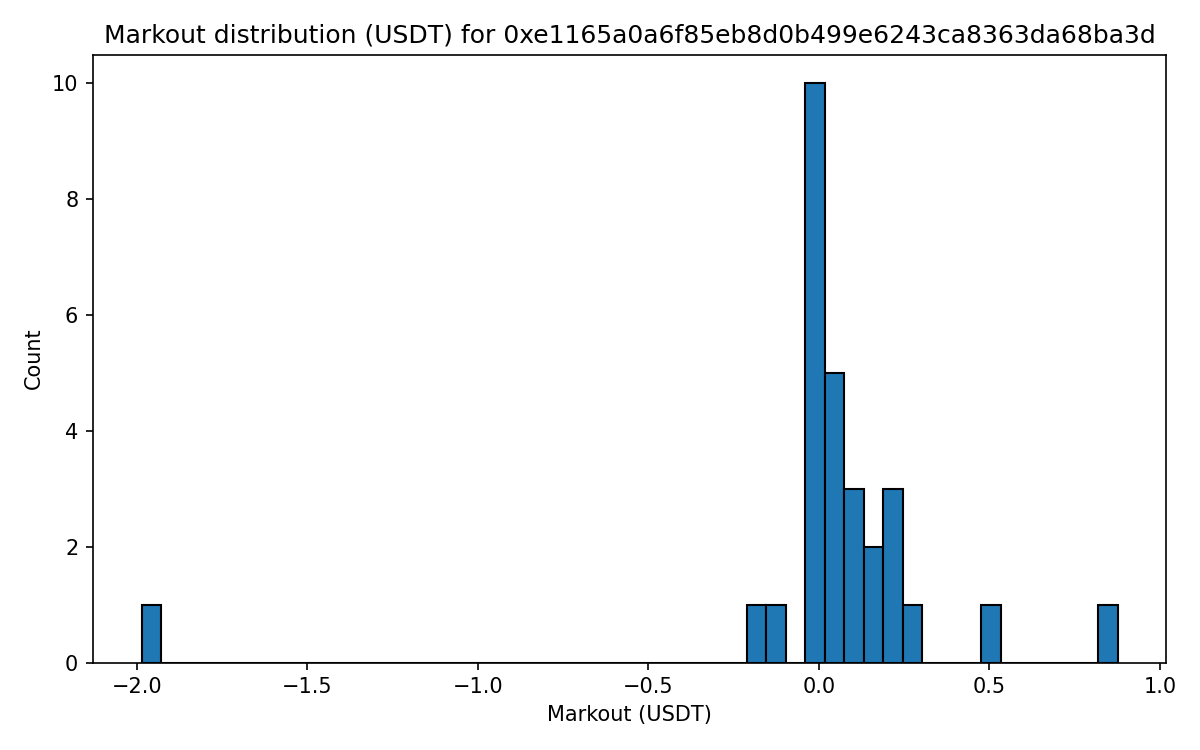 Markout distribution (USDT) for 0xe1165a0a6f85eb8d0b499e6243ca8363da68ba3d
10
8
6
4
2
0
Count
−2.0 −1.5 −1.0 −0.5 0.0 0.5 1.0
Markout (USDT)